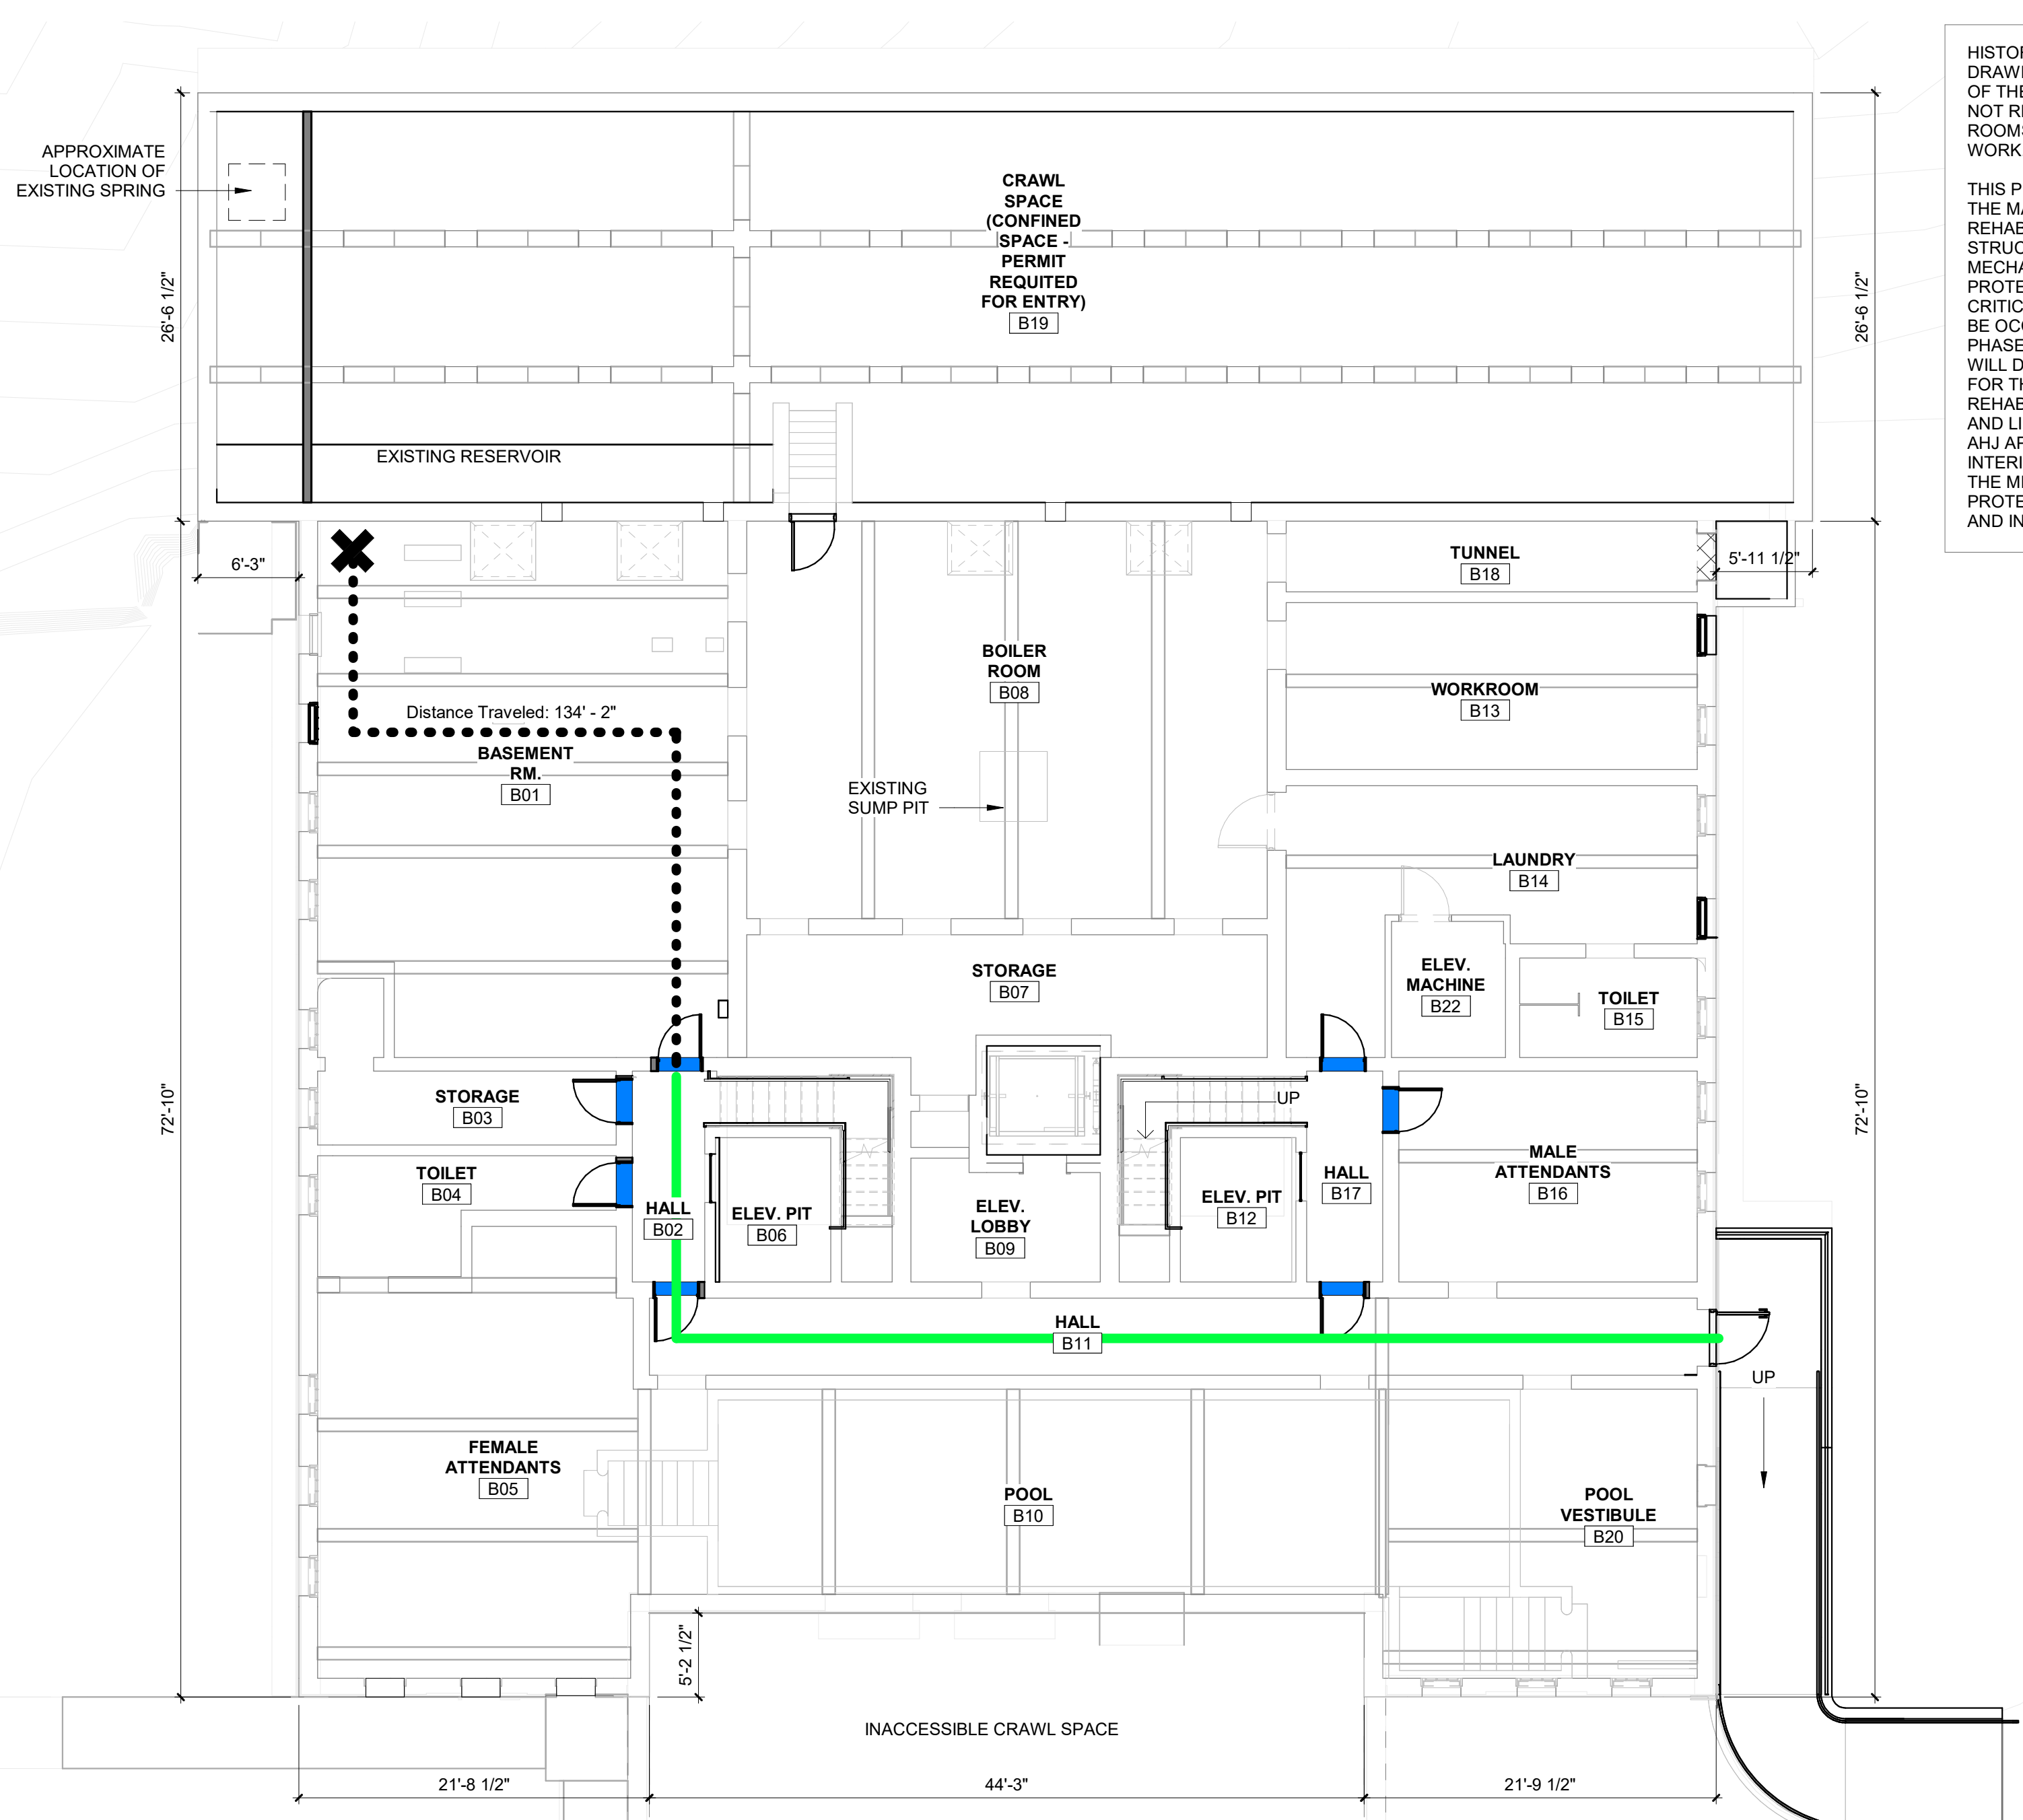 APPROXIMATE
LOCATION OF
EXISTING SPRING
26'-6 1/2"
CRAWL
SPACE
(CONFINED
SPACE -
PERMIT
REQUITED
FOR ENTRY)
B19
26'-6 1/2"
EXISTING RESERVOIR
HISTOR
DRAWI
OF THE
NOT RE
ROOMS
WORK
THIS P
THE MA
REHAB
STRUC
MECHA
PROTE
CRITIC
BE OCC
PHASE
WILL D
FOR TH
REHAB
AND LI
AHJ AP
INTERI
THE ME
PROTE
AND IN
6'-3"
TUNNEL
B18
5'-11 1/2"
BOILER
ROOM
B08
WORKROOM
B13
Distance Traveled: 134' - 2"
BASEMENT
RM.
B01
EXISTING
SUMP PIT
LAUNDRY
B14
STORAGE
B07
ELEV.
MACHINE
B22
TOILET
B15
72'-10"
STORAGE
B03
UP
72'-10"
TOILET
B04
HALL
B02
ELEV. PIT
B06
ELEV.
LOBBY
B09
ELEV. PIT
B12
HALL
B17
MALE
ATTENDANTS
B16
HALL
B11
UP
FEMALE
ATTENDANTS
B05
POOL
B10
POOL
VESTIBULE
B20
5'-2 1/2"
INACCESSIBLE CRAWL SPACE
21'-8 1/2"
44'-3"
21'-9 1/2"